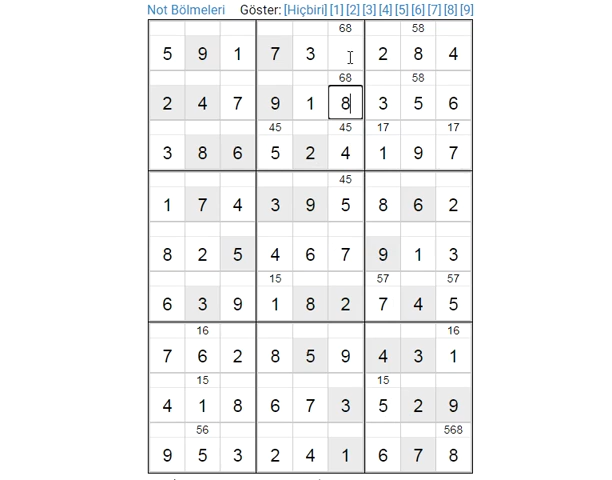 Not Bölmeleri Göster: [Hiçbiri] [1] [2] [3] [4] [5] [6] [7] [8] [9]
68 58
5 9 1 7 3 2 8 4
68 58
2 4 7 9 1 8 3 5 6
45 45 17 17
3 8 6 5 2 4 1 9 7
45
1 7 4 3 9 5 8 6 2
8 2 5 4 6 7 9 1 3
15 57 57
6 3 9 1 8 2 7 4 5
16 16
7 6 2 8 5 9 4 3 1
15 15
4 1 8 6 7 3 5 2 9
56 568
9 5 3 2 4 1 6 7 8